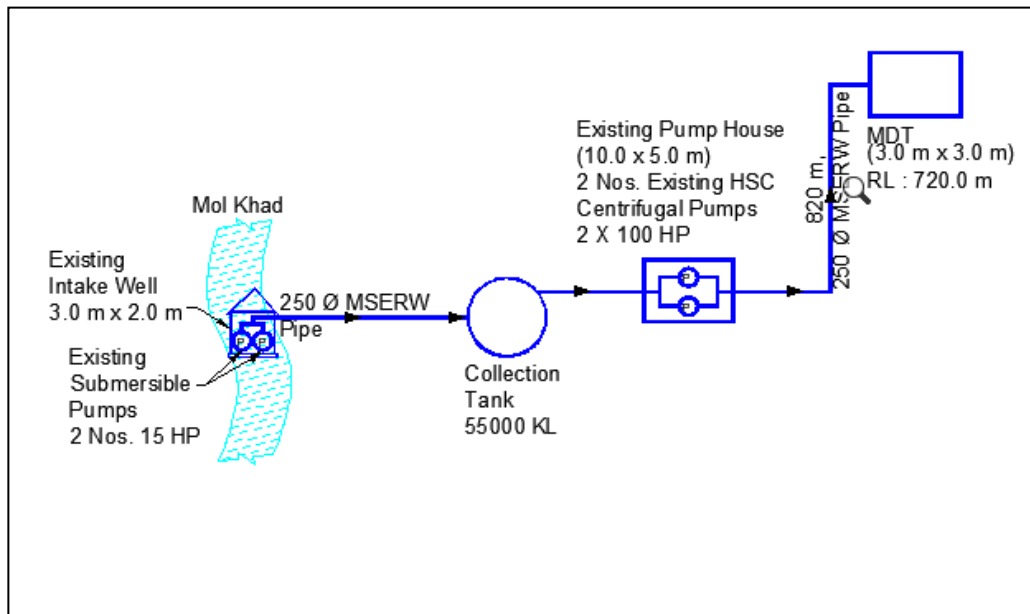 Mol Khad
Existing
Intake Well
3.0 m x 2.0 m
Existing
Submersible
Pumps
2 Nos. 15 HP
P P
250 Ø MSERW
Pipe
Collection
Tank
55000 KL
Existing Pump House
(10.0 x 5.0 m)
2 Nos. Existing HSC
Centrifugal Pumps
2 X 100 HP
P
P
820 m,
250 Ø MSERW Pipe
MDT
(3.0 m x 3.0 m)
RL : 720.0 m